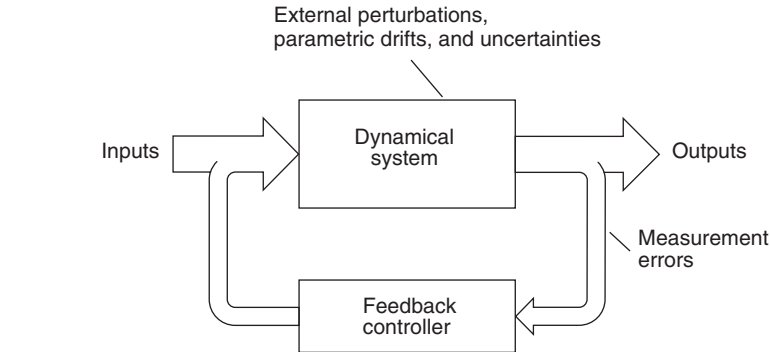 External perturbations,
parametric drifts, and uncertainties
Inputs
Dynamical
system
Outputs
Measurement
errors
Feedback
controller